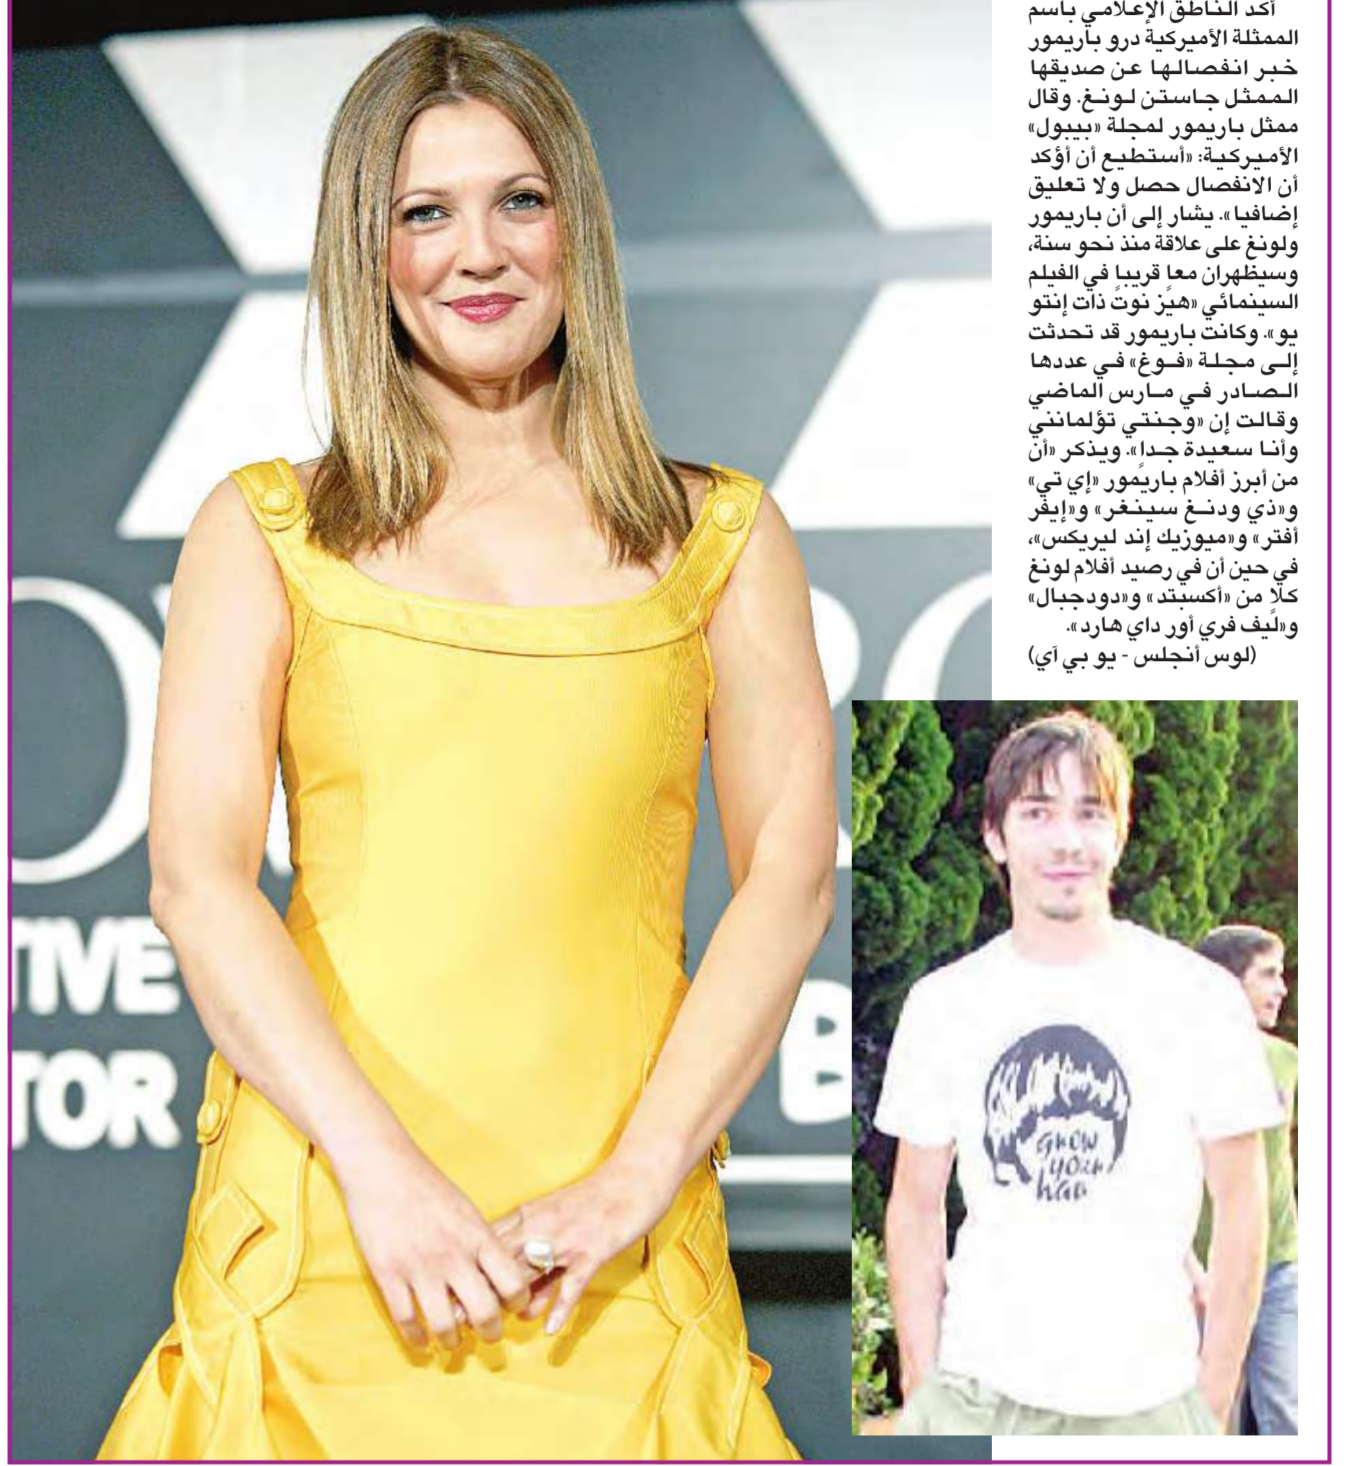 أكد الناطق الإعلامي باسم
الممثلة الأميركية درو باريمور
خبر انفصالها عن صديقها
الممثل جاستن لونغ. وقال
ممثل باريمور لمجلة «بيبول»
الأميركية: «أستطيع أن أؤكد
أن الانفصال حصل ولا تعليق
إضافيا». يشار إلى أن باريمور
ولونغ على علاقة منذ نحو سنة،
وسيظهران معاً قريبا في الفيلم
السينمائي «هيز نوت ذات إنتو
يو». وكانت باريمور قد تحدثت
إلى مجلة «فوغ» في عددها
الصادر في مارس الماضي
وقالت إن «وجنتي تؤلمانني
وأنا سعيدة جداً». ويذكر «أن
من أبرز أفلام باريمور «إي تي»
و«ذي ودنغ سينغر» و«إيفر
أفتر» و«ميوزيك إند ليريكس»،
في حين أن في رصيد أفلام لونغ
كلا من «أكسبتد» و«دودجبال»
و«ليف فري أور داي هارد».
(لوس أنجلس - يو بي آي)
TIVE
TOR
B
GROW
YOUR